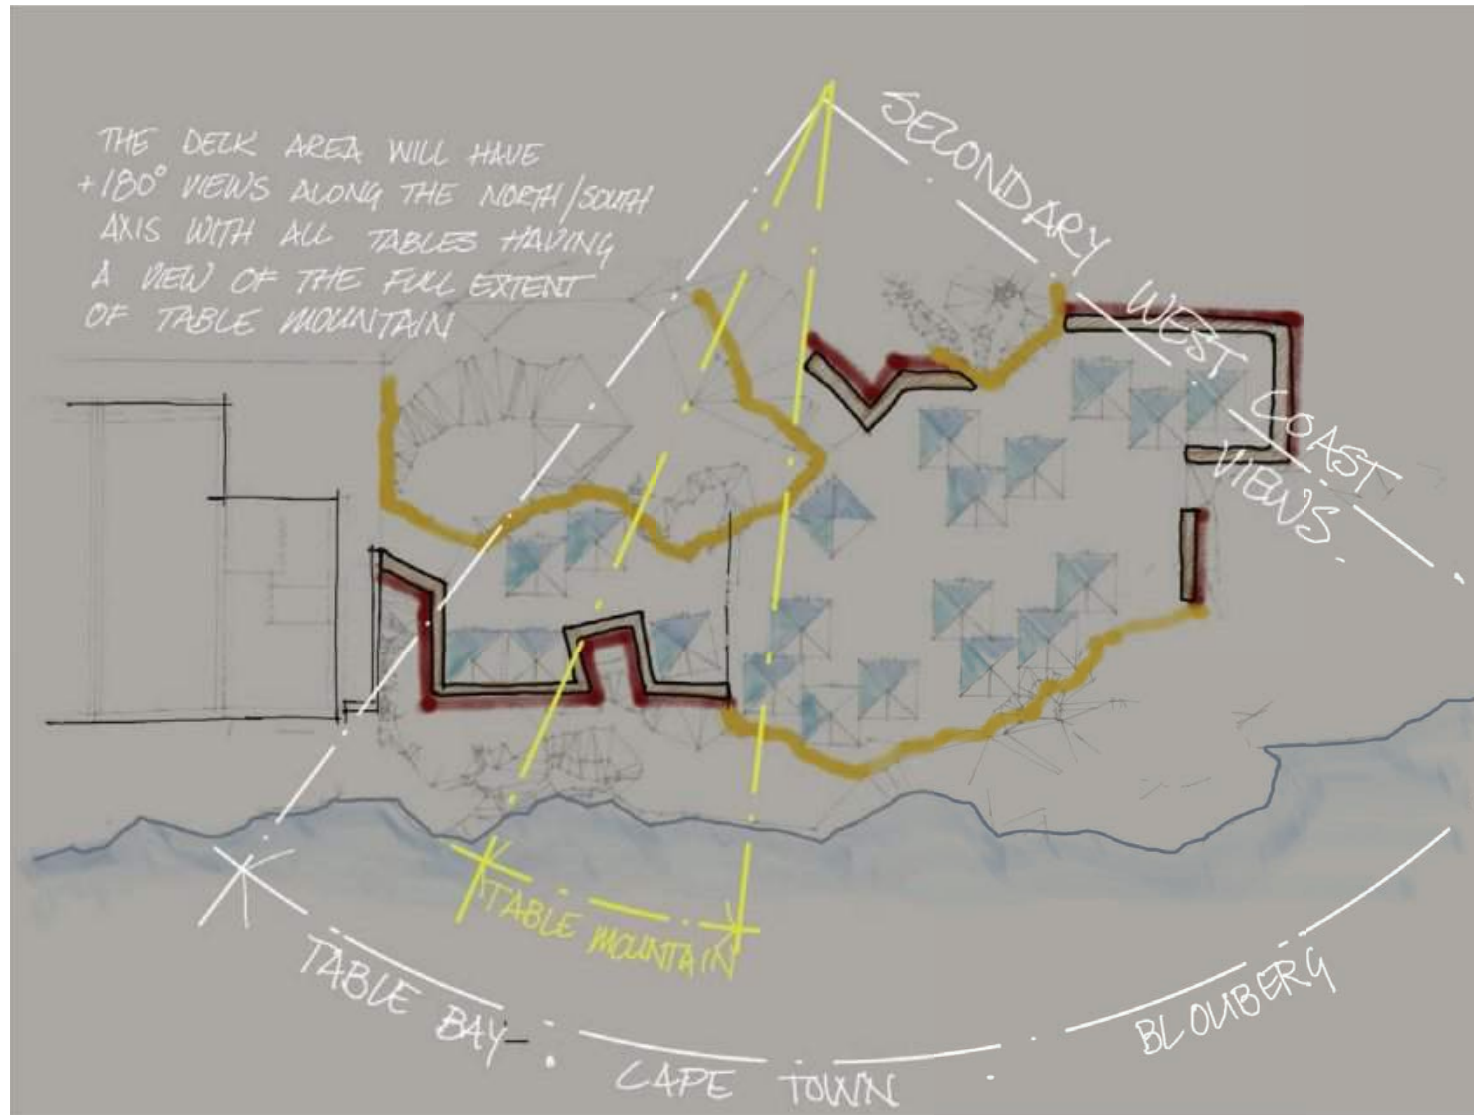 THE DECK AREA WILL HAVE
+180° VIEWS ALONG THE NORTH/SOUTH
AXIS WITH ALL TABLES HAVING
A VIEW OF THE FULL EXTENT
OF TABLE MOUNTAIN
SECONDARY WEST COAST
VIEWS.
TABLE MOUNTAIN
TABLE BAY
CAPE TOWN
BLOUBERG